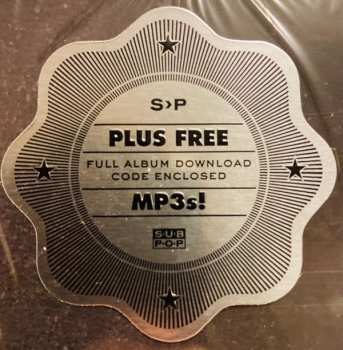 S>P
PLUS FREE
FULL ALBUM DOWNLOAD
CODE ENCLOSED
MP3s!
SUB
POP